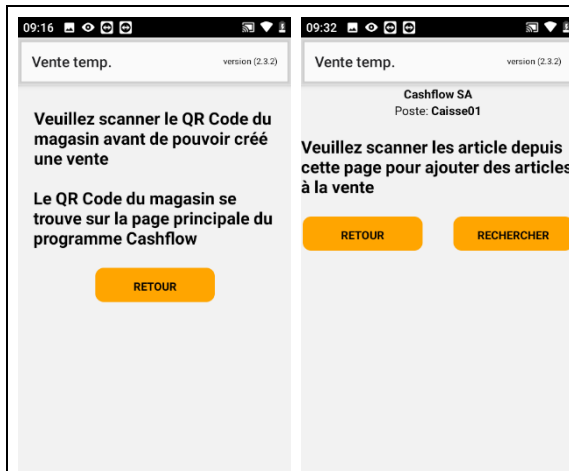 09:16
Vente temp.
version (2.3.2)
Veuillez scanner le QR Code du
magasin avant de pouvoir créé
une vente
Le QR Code du magasin se
trouve sur la page principale du
programme Cashflow
RETOUR
09:32
Vente temp.
version (2.3.2)
Cashflow SA
Poste: Caisse01
Veuillez scanner les article depuis
cette page pour ajouter des articles
à la vente
RETOUR
RECHERCHER